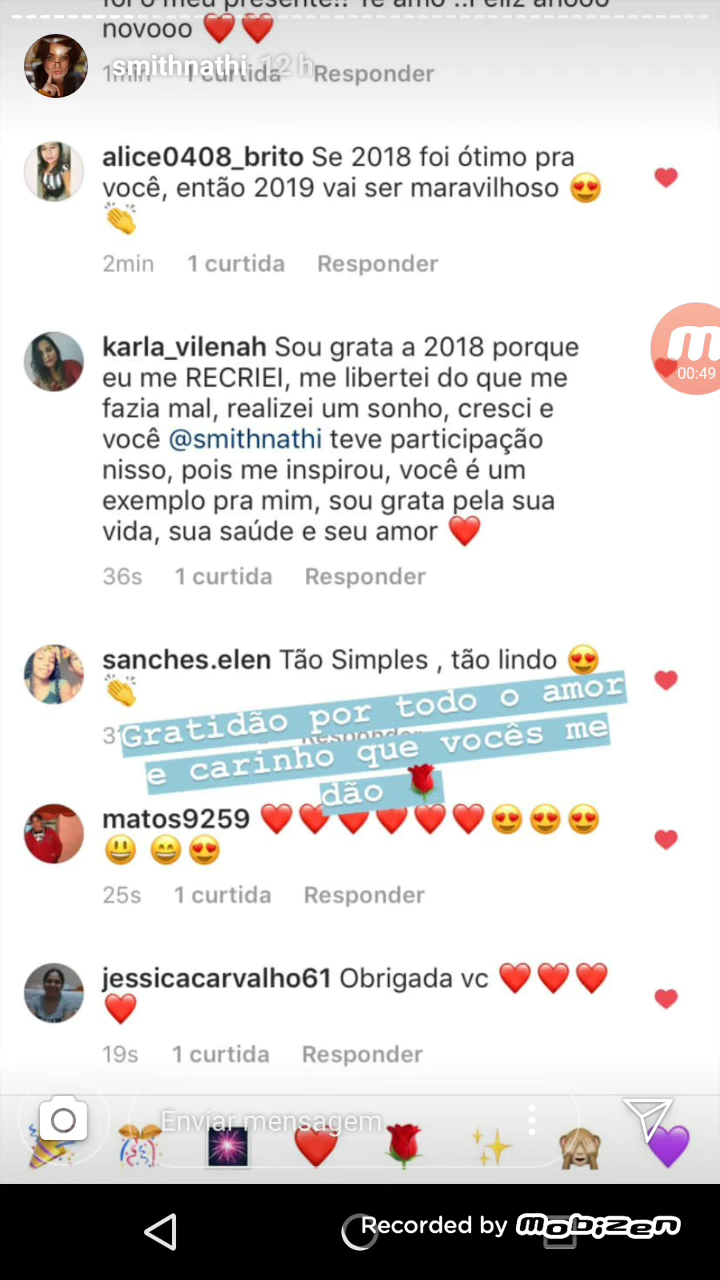 foi o meu presente!! Te amo ..Feliz anooo
novooo ❤️❤️
smithnathi 12 h
1min 1 curtida Responder
alice0408_brito Se 2018 foi ótimo pra
você, então 2019 vai ser maravilhoso 😍
👏
2min 1 curtida Responder
00:49
karla_vilenah Sou grata a 2018 porque
eu me RECRIEI, me libertei do que me
fazia mal, realizei um sonho, cresci e
você @smithnathi teve participação
nisso, pois me inspirou, você é um
exemplo pra mim, sou grata pela sua
vida, sua saúde e seu amor ❤️
36s 1 curtida Responder
sanches.elen Tão Simples , tão lindo 😍
👏
Responder
Gratidão por todo o amor
e carinho que vocês me
dão 🌹
matos9259 ❤️❤️❤️❤️❤️❤️😍😍😍
😃😁😍
25s 1 curtida Responder
jessicacarvalho61 Obrigada vc ❤️❤️❤️
❤️
19s 1 curtida Responder
Enviar mensagem
Recorded by Mobizen